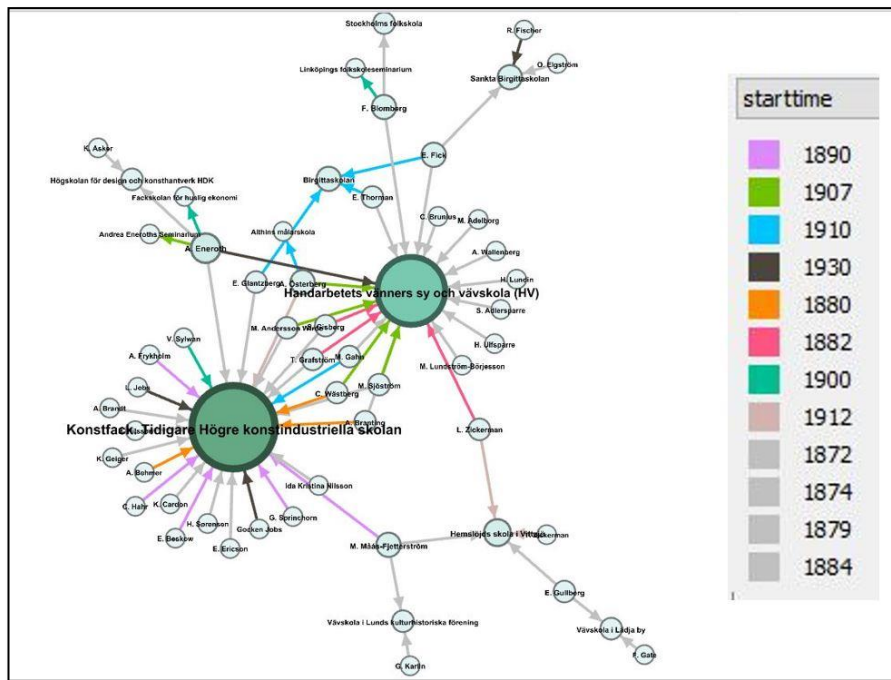 Stockholms folkskola
R. Fischer
O. Elgström
Linköpings folkskoleseminarium
Sankta Birgittaskolan
F. Blomberg
K. Asker
E. Fick
Högskolan för design och konsthantverk HDK
Birgittaskolan
Fackskolan för huslig ekonomi
E. Thorman
C. Brunius
M. Adelborg
Andrea Eneroths Seminarium
Althins målarskola
A. Eneroth
A. Wallenberg
E. Glantzberg
A. Österberg
H. Lundin
Handarbetets vänners sy och vävskola (HV)
S. Adlersparre
M. Andersson
S. Gisberg
V. Sylwan
H. Ulfsparre
A. Frykholm
T. Grafström
M. Gahn
M. Lundström-Börjesson
L. Jobs
C. Wästberg
M. Sjöström
A. Brandt
A. Branting
Konstfack, Tidigare Högre konstindustriella skolan
L. Zickerman
K. Geiger
A. Bohmer
Ida Kristina Nilsson
C. Hahr
K. Cardon
G. Sprinchorn
H. Sørenson
Gocken Jobs
E. Beskow
E. Ericson
M. Måås-Fjetterström
Hemslöjds skola i Vittsjö
E. Gullberg
Vävskola i Lunds kulturhistoriska förening
Vävskola i Lidja by
G. Karlin
F. Gate
starttime
1890
1907
1910
1930
1880
1882
1900
1912
1872
1874
1879
1884